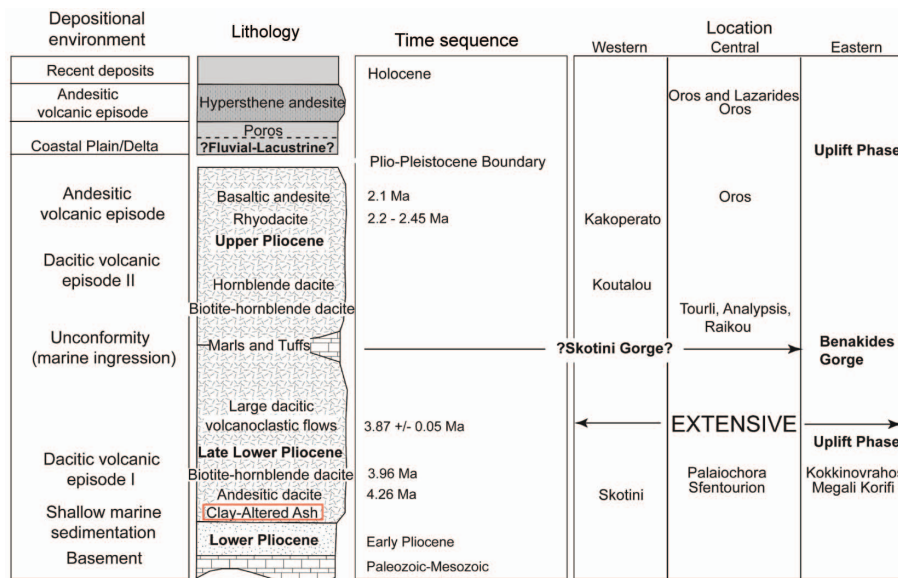 Depositional
environment
Lithology
Time sequence
Location
Western
Central
Eastern
Recent deposits
Holocene
Andesitic
volcanic episode
Hypersthene andesite
Oros and Lazarides
Oros
Poros
Coastal Plain/Delta
?Fluvial-Lacustrine?
Uplift Phase
Plio-Pleistocene Boundary
Andesitic
volcanic episode
Basaltic andesite
2.1 Ma
Oros
Rhyodacite
2.2 - 2.45 Ma
Kakoperato
Upper Pliocene
Dacitic volcanic
episode II
Hornblende dacite
Koutalou
Biotite-hornblende dacite
Tourli, Analypsis,
Raikou
Unconformity
(marine ingression)
Marls and Tuffs
?Skotini Gorge?
Benakides
Gorge
Large dacitic
volcanoclastic flows
3.87 +/- 0.05 Ma
EXTENSIVE
Uplift Phase
Late Lower Pliocene
Dacitic volcanic
episode I
Biotite-hornblende dacite
3.96 Ma
Palaiochora
Sfentourion
Kokkinovrahos
Megali Korifi
Andesitic dacite
4.26 Ma
Skotini
Shallow marine
sedimentation
Clay-Altered Ash
Lower Pliocene
Early Pliocene
Basement
Paleozoic-Mesozoic